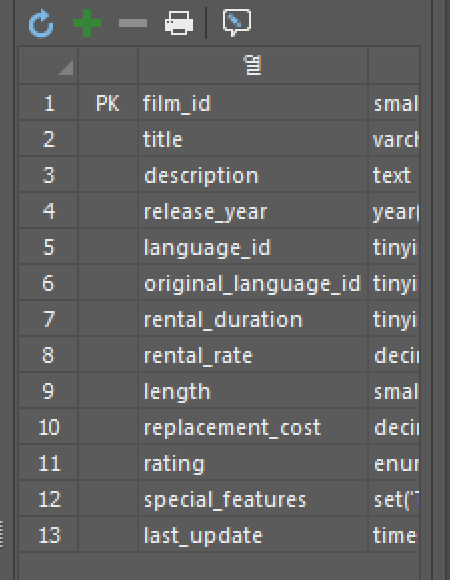 열
1 PK film_id smal
2 title varch
3 description text
4 release_year year(
5 language_id tinyi
6 original_language_id tinyi
7 rental_duration tinyi
8 rental_rate decir
9 length smal
10 replacement_cost decir
11 rating enur
12 special_features set('T
13 last_update time